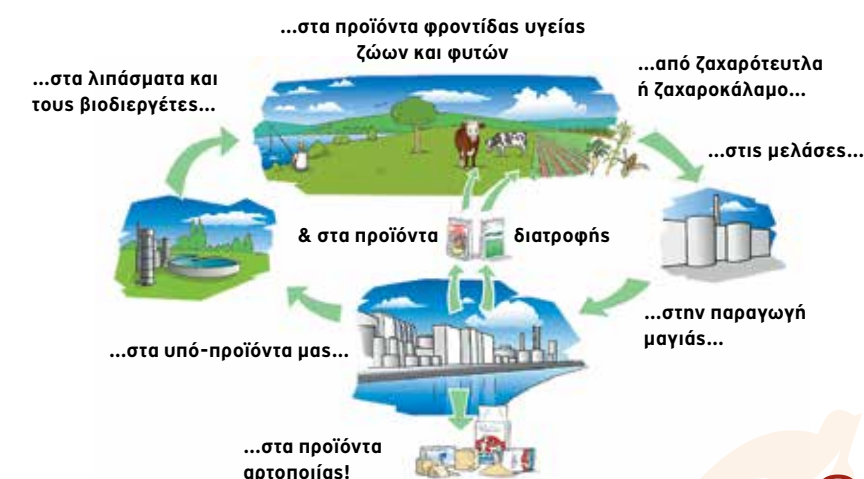 ...στα προϊόντα φροντίδας υγείας
ζώων και φυτών
...από ζαχαρότευτλα
ή ζαχαροκάλαμο...
...στα λιπάσματα και
τους βιοδιεργέτες...
...στις μελάσες...
& στα προϊόντα διατροφής
...στην παραγωγή
μαγιάς...
...στα υπό-προϊόντα μας...
...στα προϊόντα
αρτοποιίας!